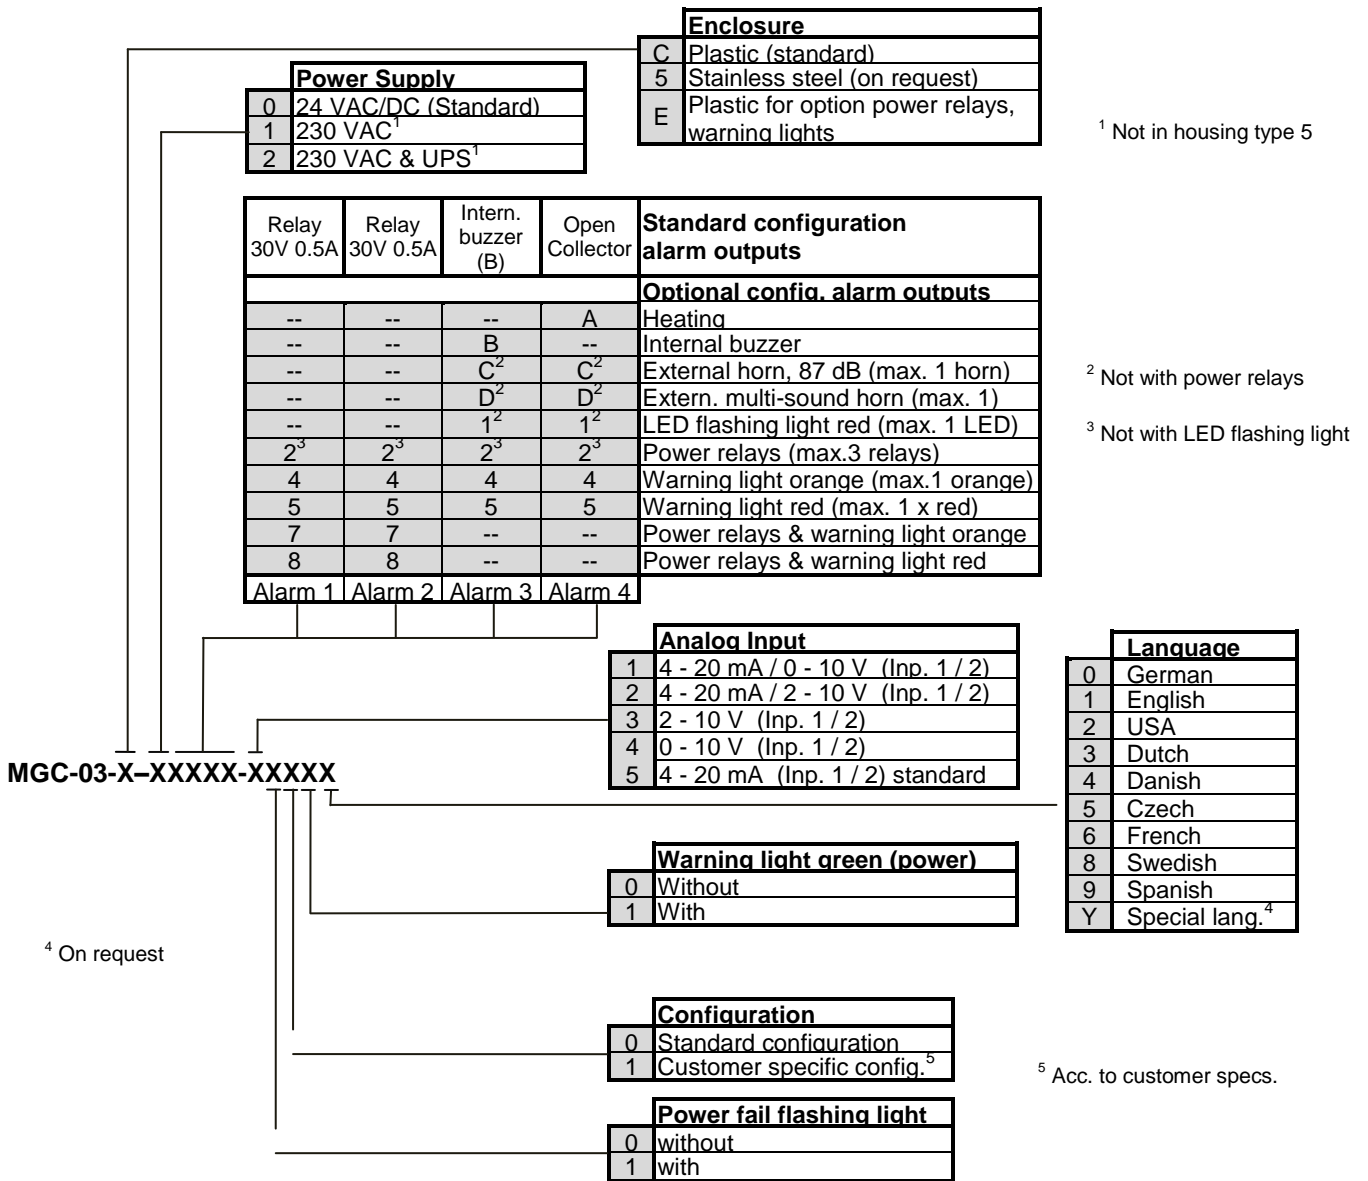 Enclosure
C Plastic (standard)
5 Stainless steel (on request)
E Plastic for option power relays,
warning lights
Power Supply
0 24 VAC/DC (Standard)
1 230 VAC¹
2 230 VAC & UPS¹
¹ Not in housing type 5
Relay 30V 0.5A Relay 30V 0.5A Intern. buzzer (B) Open Collector Standard configuration alarm outputs
Optional config. alarm outputs
-- -- -- A Heating
-- -- B -- Internal buzzer
-- -- C² C² External horn, 87 dB (max. 1 horn)
-- -- D² D² Extern. multi-sound horn (max. 1)
-- -- 1² 1² LED flashing light red (max. 1 LED)
2³ 2³ 2³ 2³ Power relays (max.3 relays)
4 4 4 4 Warning light orange (max.1 orange)
5 5 5 5 Warning light red (max. 1 x red)
7 7 -- -- Power relays & warning light orange
8 8 -- -- Power relays & warning light red
Alarm 1 Alarm 2 Alarm 3 Alarm 4
² Not with power relays
³ Not with LED flashing light
Analog Input
1 4 - 20 mA / 0 - 10 V (Inp. 1 / 2)
2 4 - 20 mA / 2 - 10 V (Inp. 1 / 2)
3 2 - 10 V (Inp. 1 / 2)
4 0 - 10 V (Inp. 1 / 2)
5 4 - 20 mA (Inp. 1 / 2) standard
Language
0 German
1 English
2 USA
3 Dutch
4 Danish
5 Czech
6 French
8 Swedish
9 Spanish
Y Special lang.⁴
MGC-03-X–XXXXX-XXXXX
Warning light green (power)
0 Without
1 With
⁴ On request
Configuration
0 Standard configuration
1 Customer specific config.⁵
⁵ Acc. to customer specs.
Power fail flashing light
0 without
1 with